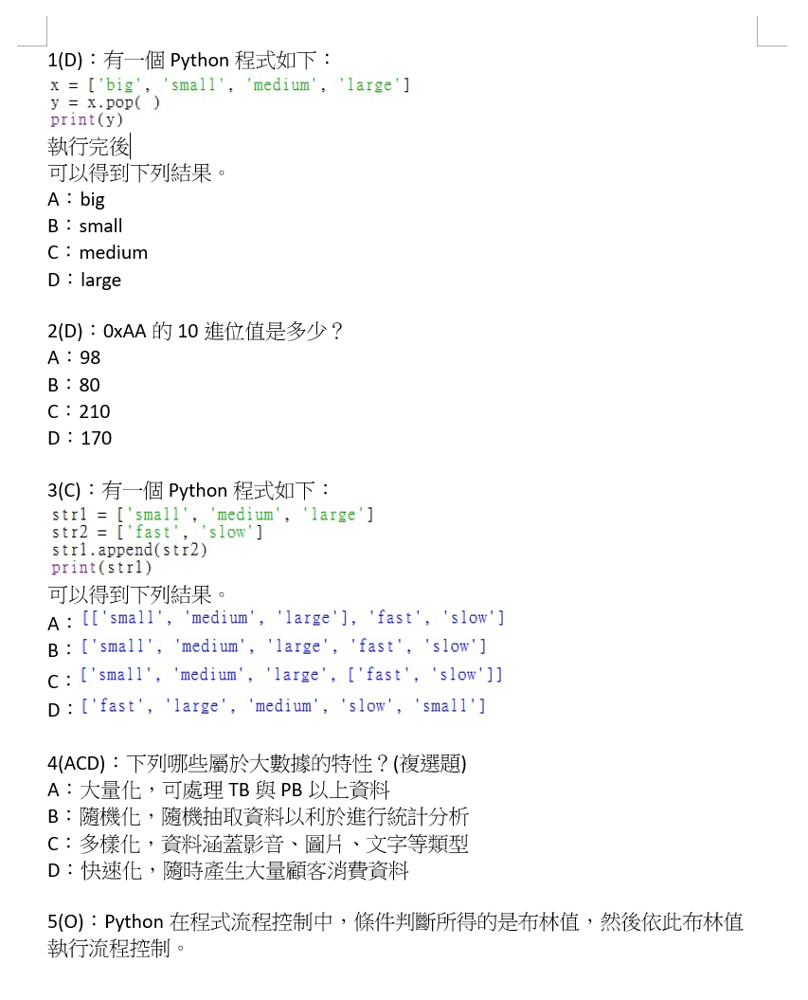 1(D)：有一個 Python 程式如下：
x = ['big', 'small', 'medium', 'large']
y = x.pop( )
print(y)
執行完後
可以得到下列結果。
A：big
B：small
C：medium
D：large
2(D)：0xAA 的 10 進位值是多少？
A：98
B：80
C：210
D：170
3(C)：有一個 Python 程式如下：
str1 = ['small', 'medium', 'large']
str2 = ['fast', 'slow']
str1.append(str2)
print(str1)
可以得到下列結果。
A：[['small', 'medium', 'large'], 'fast', 'slow']
B：['small', 'medium', 'large', 'fast', 'slow']
C：['small', 'medium', 'large', ['fast', 'slow']]
D：['fast', 'large', 'medium', 'slow', 'small']
4(ACD)：下列哪些屬於大數據的特性？(複選題)
A：大量化，可處理 TB 與 PB 以上資料
B：隨機化，隨機抽取資料以利於進行統計分析
C：多樣化，資料涵蓋影音、圖片、文字等類型
D：快速化，隨時產生大量顧客消費資料
5(O)：Python 在程式流程控制中，條件判斷所得的是布林值，然後依此布林值
執行流程控制。